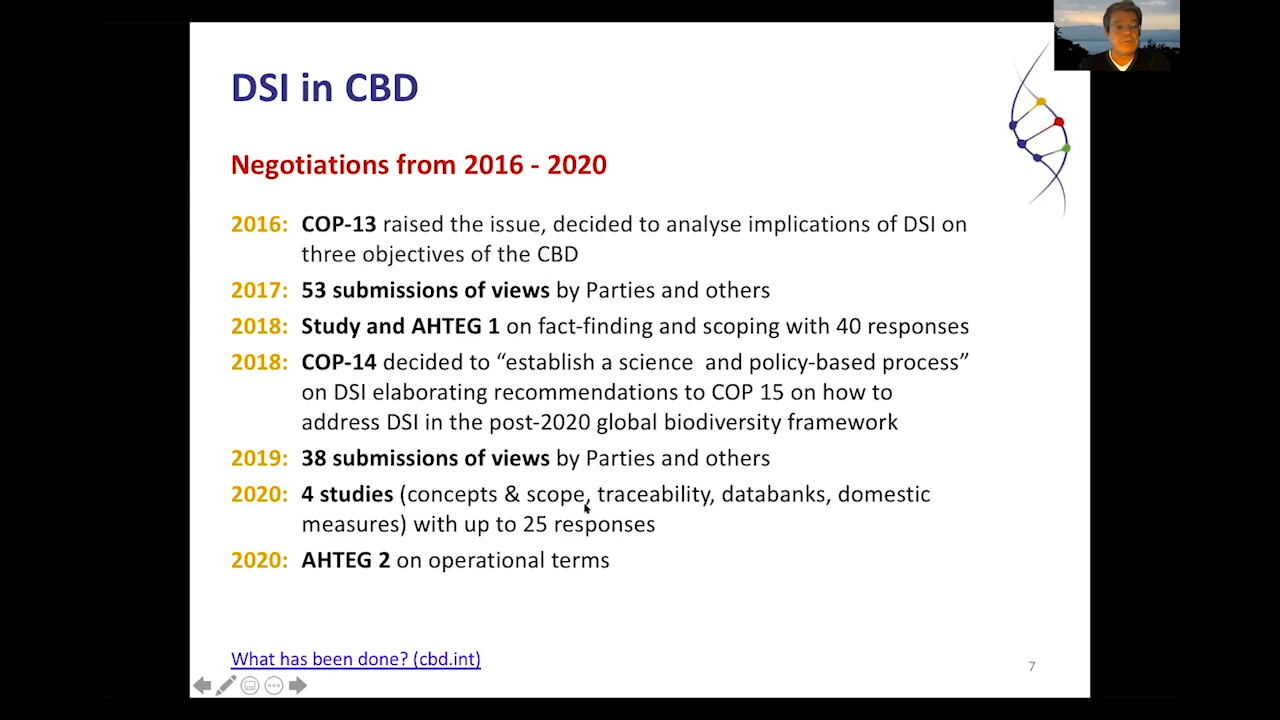 DSI in CBD
Negotiations from 2016 - 2020
2016: COP-13 raised the issue, decided to analyse implications of DSI on
three objectives of the CBD
2017: 53 submissions of views by Parties and others
2018: Study and AHTEG 1 on fact-finding and scoping with 40 responses
2018: COP-14 decided to “establish a science  and policy-based process”
on DSI elaborating recommendations to COP 15 on how to
address DSI in the post-2020 global biodiversity framework
2019: 38 submissions of views by Parties and others
2020: 4 studies (concepts & scope, traceability, databanks, domestic
measures) with up to 25 responses
2020: AHTEG 2 on operational terms
What has been done? (cbd.int)
7